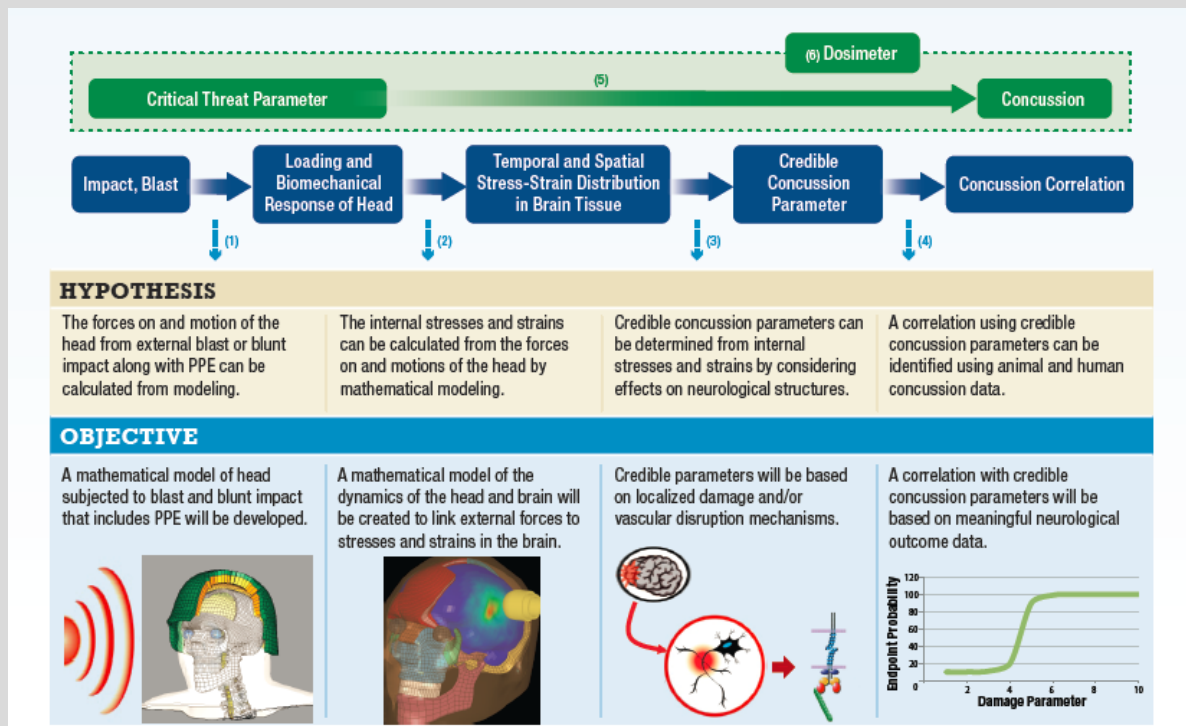 (6) Dosimeter
Critical Threat Parameter
(5)
Concussion
Impact, Blast
Loading and
Biomechanical
Response of Head
Temporal and Spatial
Stress-Strain Distribution
in Brain Tissue
Credible
Concussion
Parameter
Concussion Correlation
(1)
(2)
(3)
(4)
HYPOTHESIS
The forces on and motion of the
head from external blast or blunt
impact along with PPE can be
calculated from modeling.
The internal stresses and strains
can be calculated from the forces
on and motions of the head by
mathematical modeling.
Credible concussion parameters can
be determined from internal
stresses and strains by considering
effects on neurological structures.
A correlation using credible
concussion parameters can be
identified using animal and human
concussion data.
OBJECTIVE
A mathematical model of head
subjected to blast and blunt impact
that includes PPE will be developed.
A mathematical model of the
dynamics of the head and brain will
be created to link external forces to
stresses and strains in the brain.
Credible parameters will be based
on localized damage and/or
vascular disruption mechanisms.
A correlation with credible
concussion parameters will be
based on meaningful neurological
outcome data.
Endpoint Probability
120
100
80
60
40
20
0
2
4
6
8
10
Damage Parameter